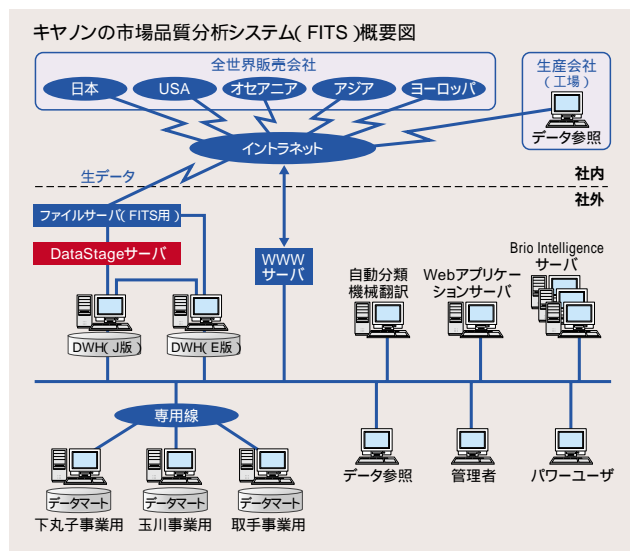 キヤノンの市場品質分析システム( FITS )概要図
全世界販売会社
日本
USA
オセアニア
アジア
ヨーロッパ
生産会社
(工場)
データ参照
イントラネット
生データ
社内
社外
ファイルサーバ( FITS用 )
DataStageサーバ
WWW
サーバ
自動分類
機械翻訳
Webアプリケー
ションサーバ
Brio Intelligence
サーバ
DWH( J版 )
DWH( E版 )
専用線
データマート
データマート
データマート
下丸子事業用
玉川事業用
取手事業用
データ参照
管理者
パワーユーザ